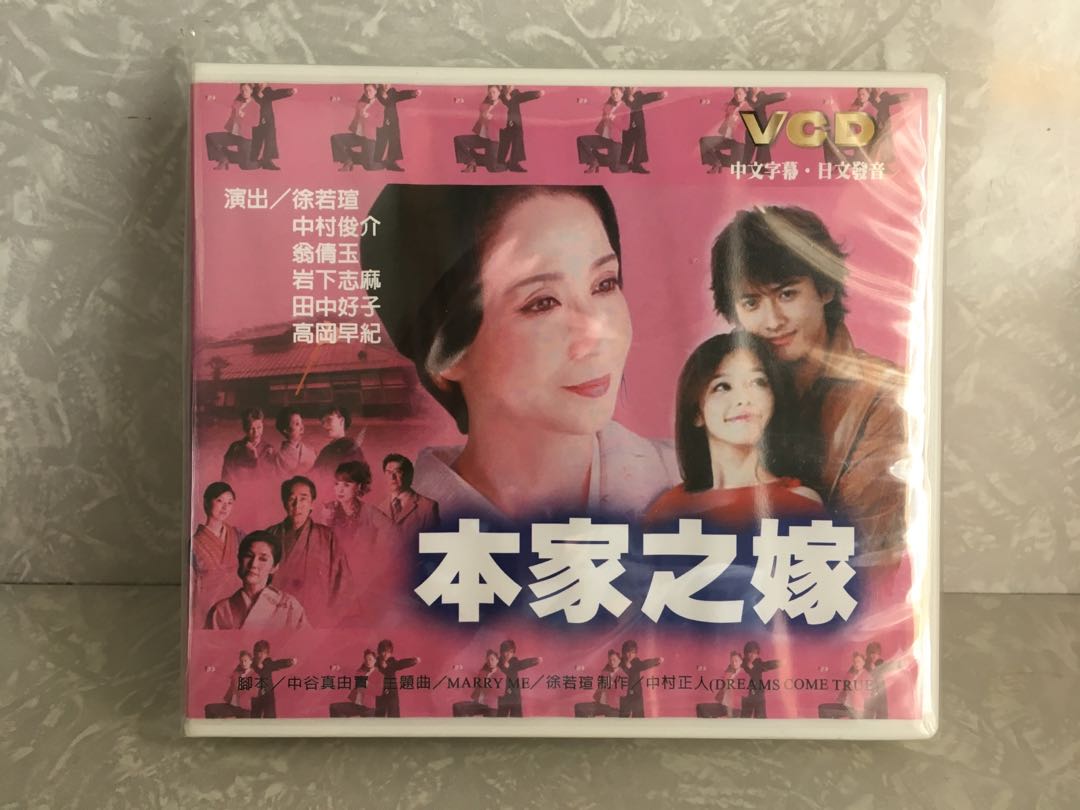 VCD
中文字幕・日文發音
演出／徐若瑄
中村俊介
翁倩玉
岩下志麻
田中好子
高岡早紀
本家之嫁
腳本／中谷真由實 主題曲／MARRY ME／徐若瑄 制作／中村正人(DREAMS COME TRUE